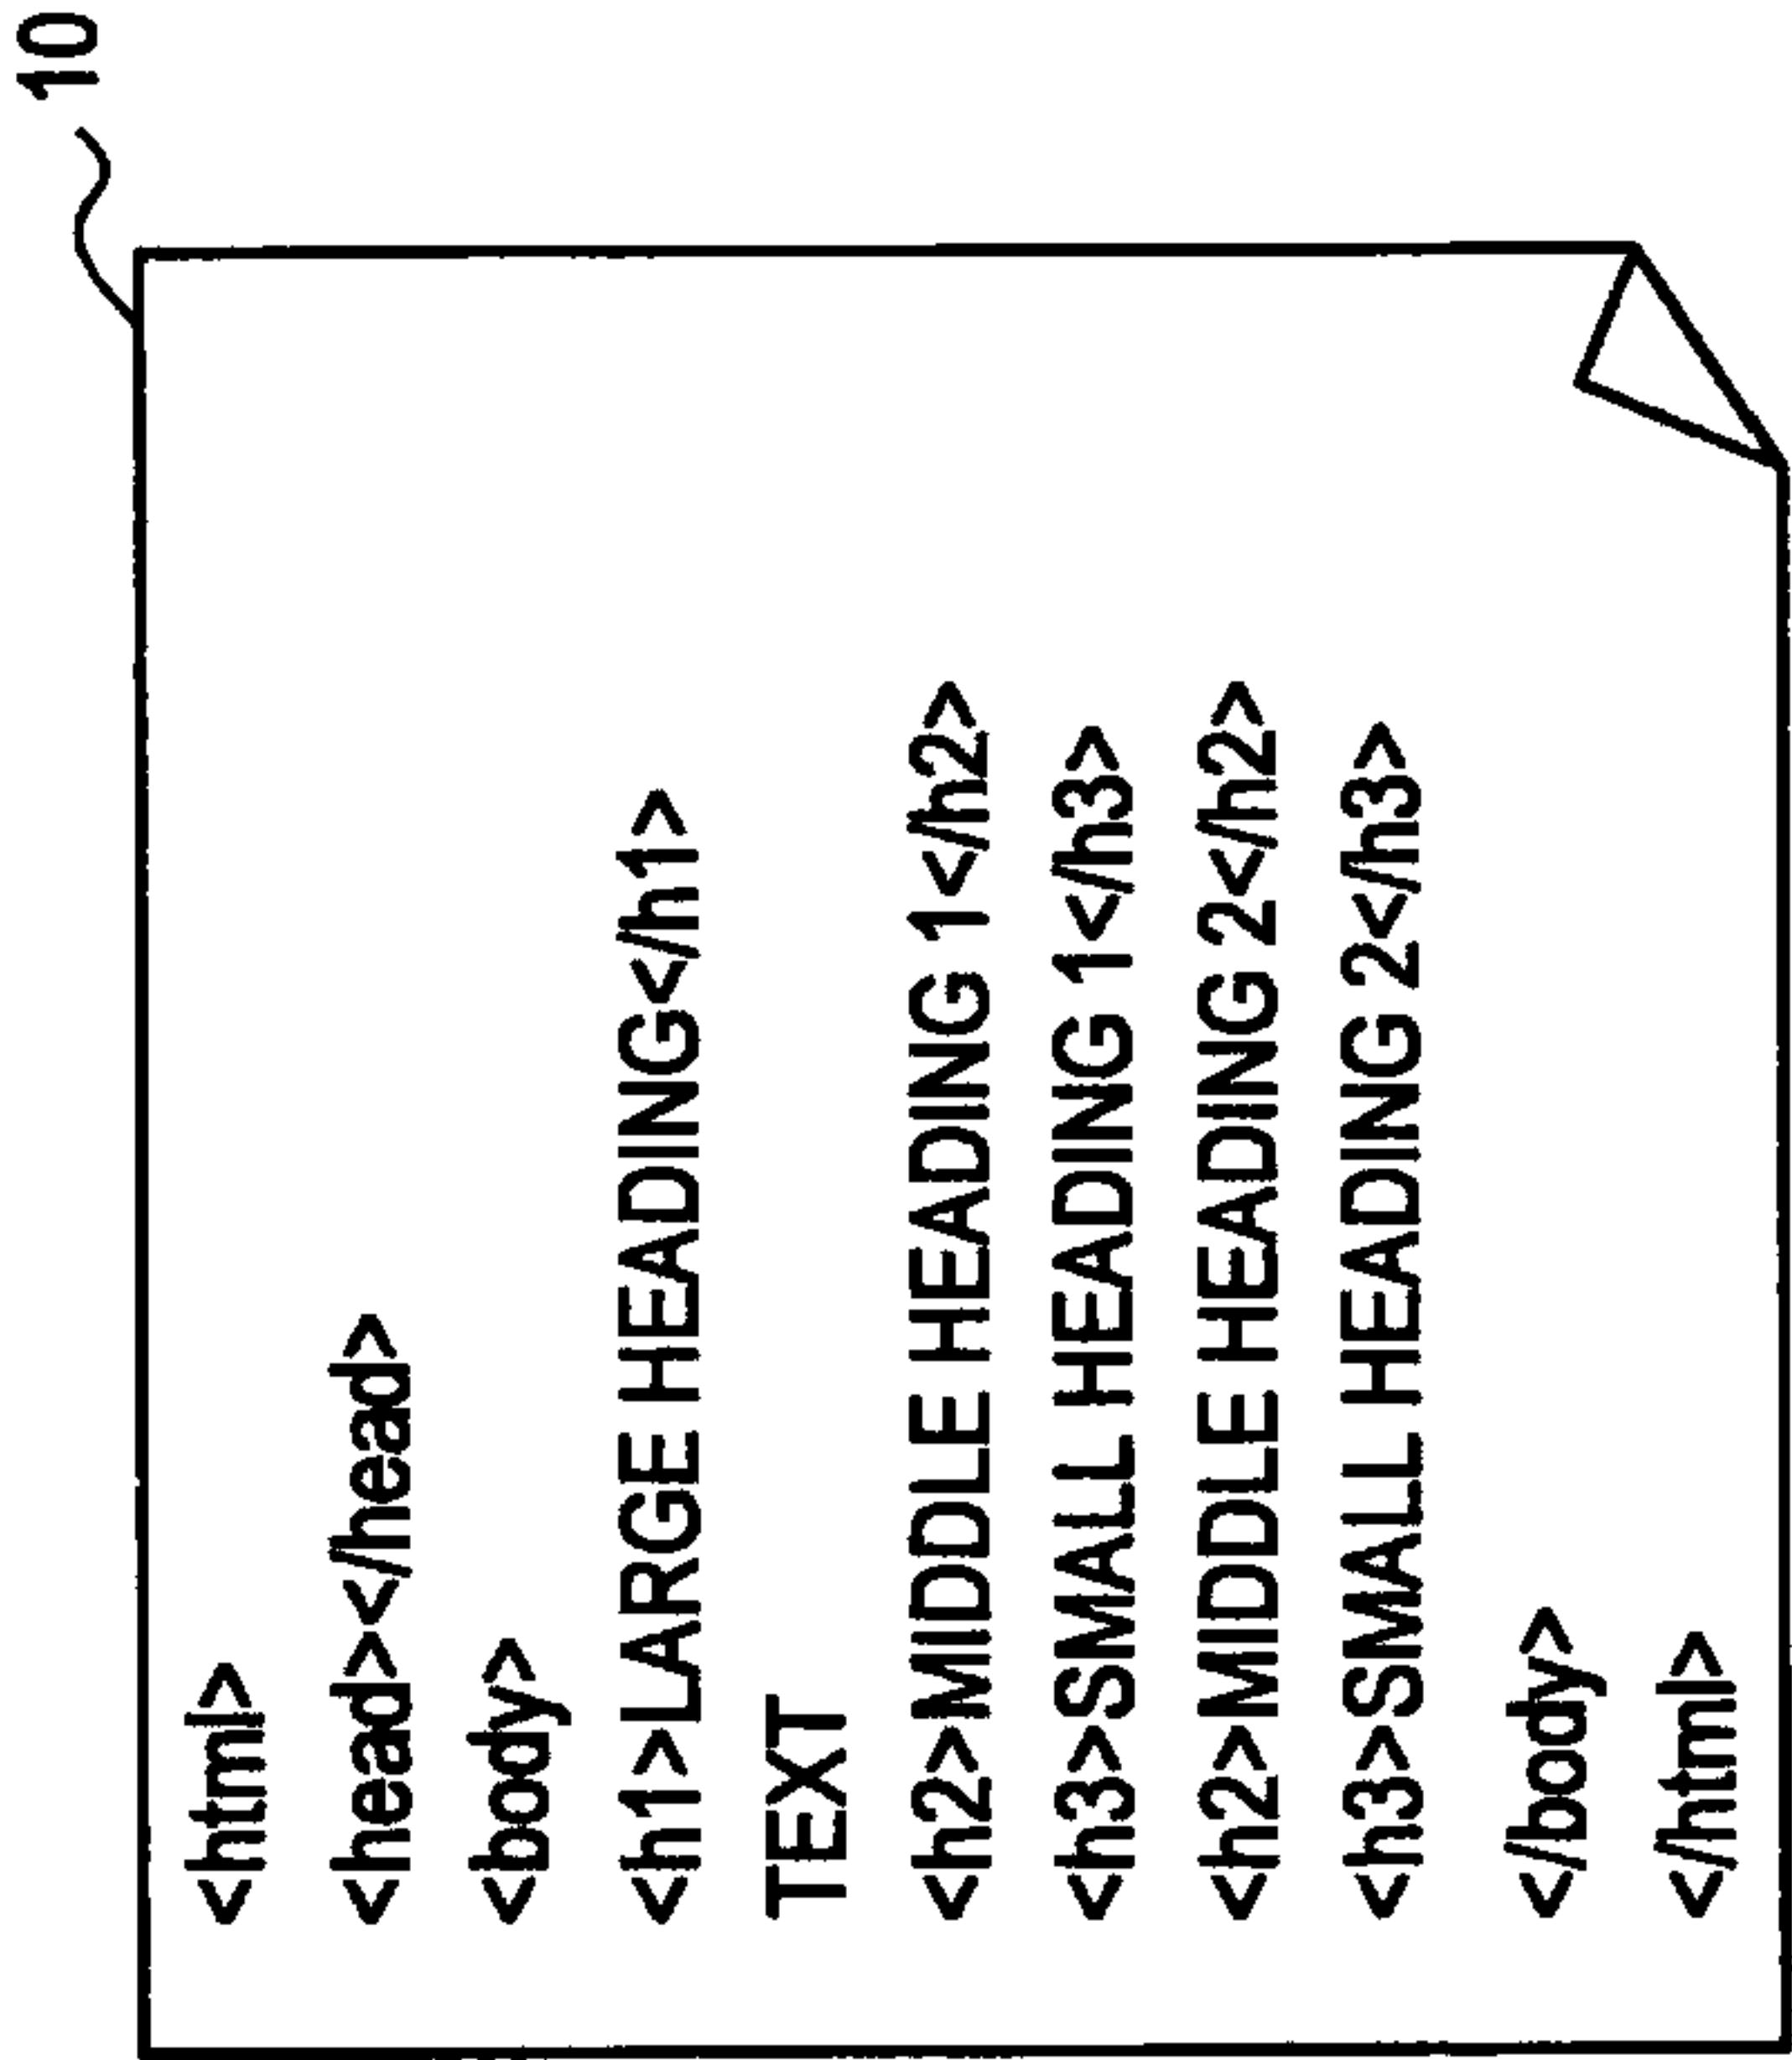 10
<html>
<head></head>
<body>
<h1>LARGE HEADING</h1>
TEXT
<h2>MIDDLE HEADING 1</h2>
<h3>SMALL HEADING 1</h3>
<h2>MIDDLE HEADING 2</h2>
<h3>SMALL HEADING 2</h3>
</body>
</html>